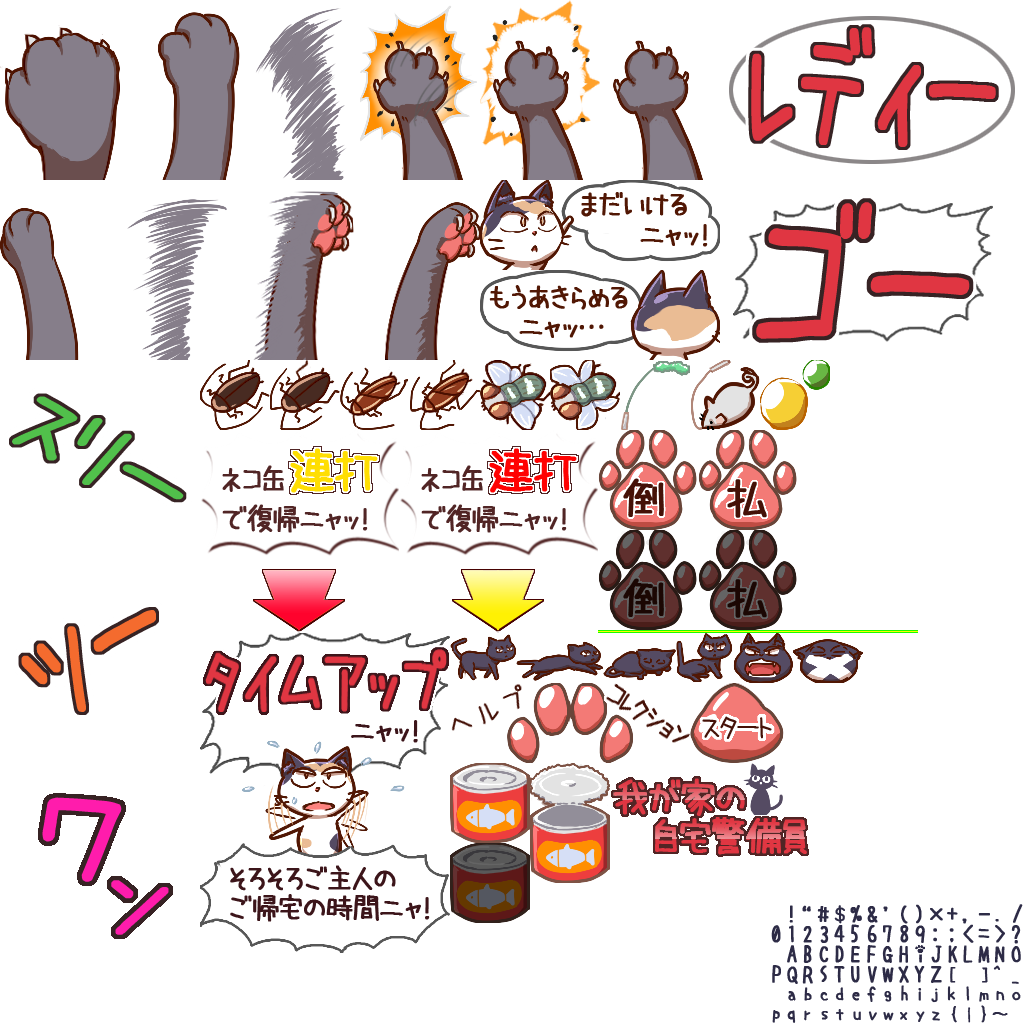 レディー
まだいける
ニャッ!
ゴー
もうあきらめる
ニャッ・・・
スリー
ネコ缶連打
で復帰ニャッ!
ネコ缶連打
で復帰ニャッ!
倒 払
倒 払
ツー
タイムアップ
ニャッ!
ヘルプ
コレクション
スタート
ワン
我が家の
自宅警備員
そろそろご主人の
ご帰宅の時間ニャ!
!"#$%&'()×+,-./
0123456789:;<=>?
ABCDEFGHiJKLMNO
PQRSTUVWXYZ[ ]^_
abcdefghijklmno
pqrstuvwxyz{|}~